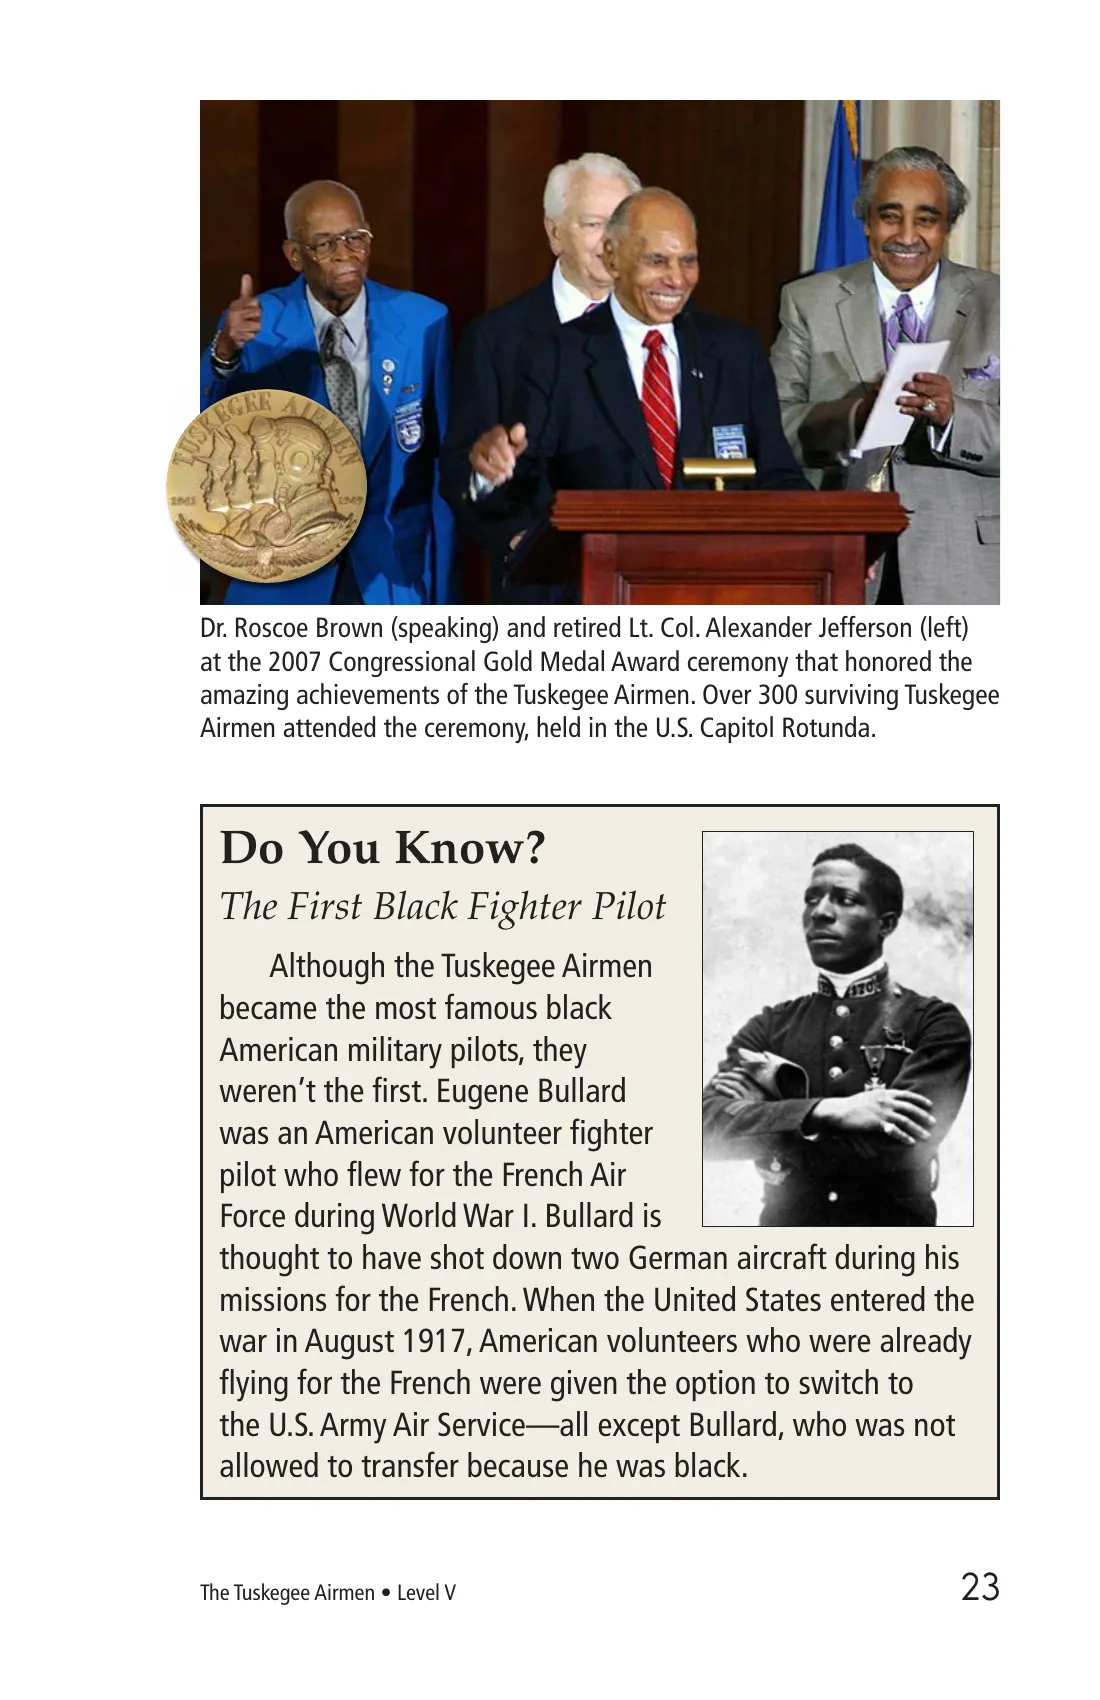 TUSKEGEE AIRMEN
1941 1949
Dr. Roscoe Brown (speaking) and retired Lt. Col. Alexander Jefferson (left)
at the 2007 Congressional Gold Medal Award ceremony that honored the
amazing achievements of the Tuskegee Airmen. Over 300 surviving Tuskegee
Airmen attended the ceremony, held in the U.S. Capitol Rotunda.
Do You Know?
The First Black Fighter Pilot
Although the Tuskegee Airmen
became the most famous black
American military pilots, they
weren’t the first. Eugene Bullard
was an American volunteer fighter
pilot who flew for the French Air
Force during World War I. Bullard is
thought to have shot down two German aircraft during his
missions for the French. When the United States entered the
war in August 1917, American volunteers who were already
flying for the French were given the option to switch to
the U.S. Army Air Service—all except Bullard, who was not
allowed to transfer because he was black.
The Tuskegee Airmen • Level V
23